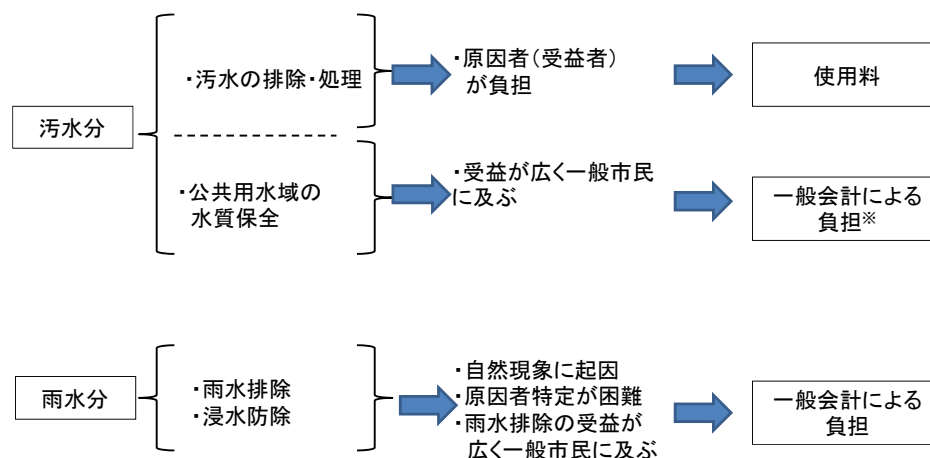 汚水分
・汚水の排除・処理
・原因者(受益者)
が負担
使用料
・公共用水域の
水質保全
・受益が広く一般市民
に及ぶ
一般会計による
負担※
雨水分
・雨水排除
・浸水防除
・自然現象に起因
・原因者特定が困難
・雨水排除の受益が
広く一般市民に及ぶ
一般会計による
負担